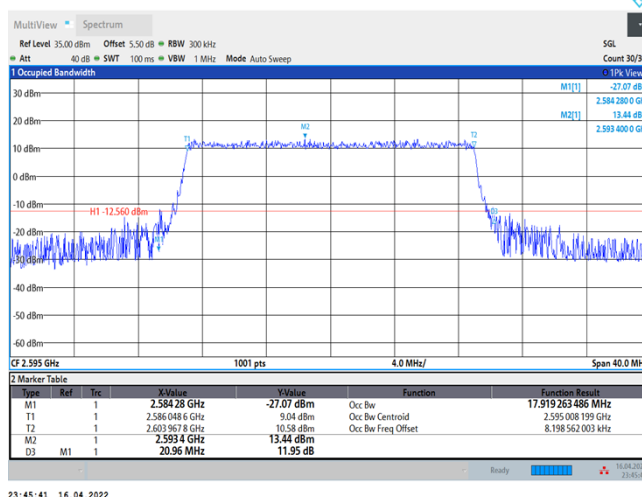 MultiView Spectrum
Ref Level 35.00 dBm Offset 5.50 dB RBW 300 kHz SGL
Att 40 dB SWT 100 ms VBW 1 MHz Mode Auto Sweep Count 30/3
1 Occupied Bandwidth 1Pk View
M1[1] -27.07 dB
30 dBm
2.584 280 0 G
M2[1] 13.44 dB
20 dBm
2.593 400 0 G
M2
T1 T2
10 dBm
0 dBm
-10 dBm
H1 -12.560 dBm
D3
-20 dBm
M1
-30 dBm
-40 dBm
-50 dBm
-60 dBm
CF 2.595 GHz 1001 pts 4.0 MHz/ Span 40.0 MH
2 Marker Table
Type Ref Trc X-Value Y-Value Function Function Result
M1 1 2.584 28 GHz -27.07 dBm Occ Bw 17.919 263 486 MHz
T1 1 2.586 048 6 GHz 9.04 dBm Occ Bw Centroid 2.595 008 199 GHz
T2 1 2.603 967 8 GHz 10.58 dBm Occ Bw Freq Offset 8.198 562 003 kHz
M2 1 2.593 4 GHz 13.44 dBm
D3 M1 1 20.96 MHz 11.95 dB
Ready 16.04.202
23:45:4
23:45:41 16.04.2022